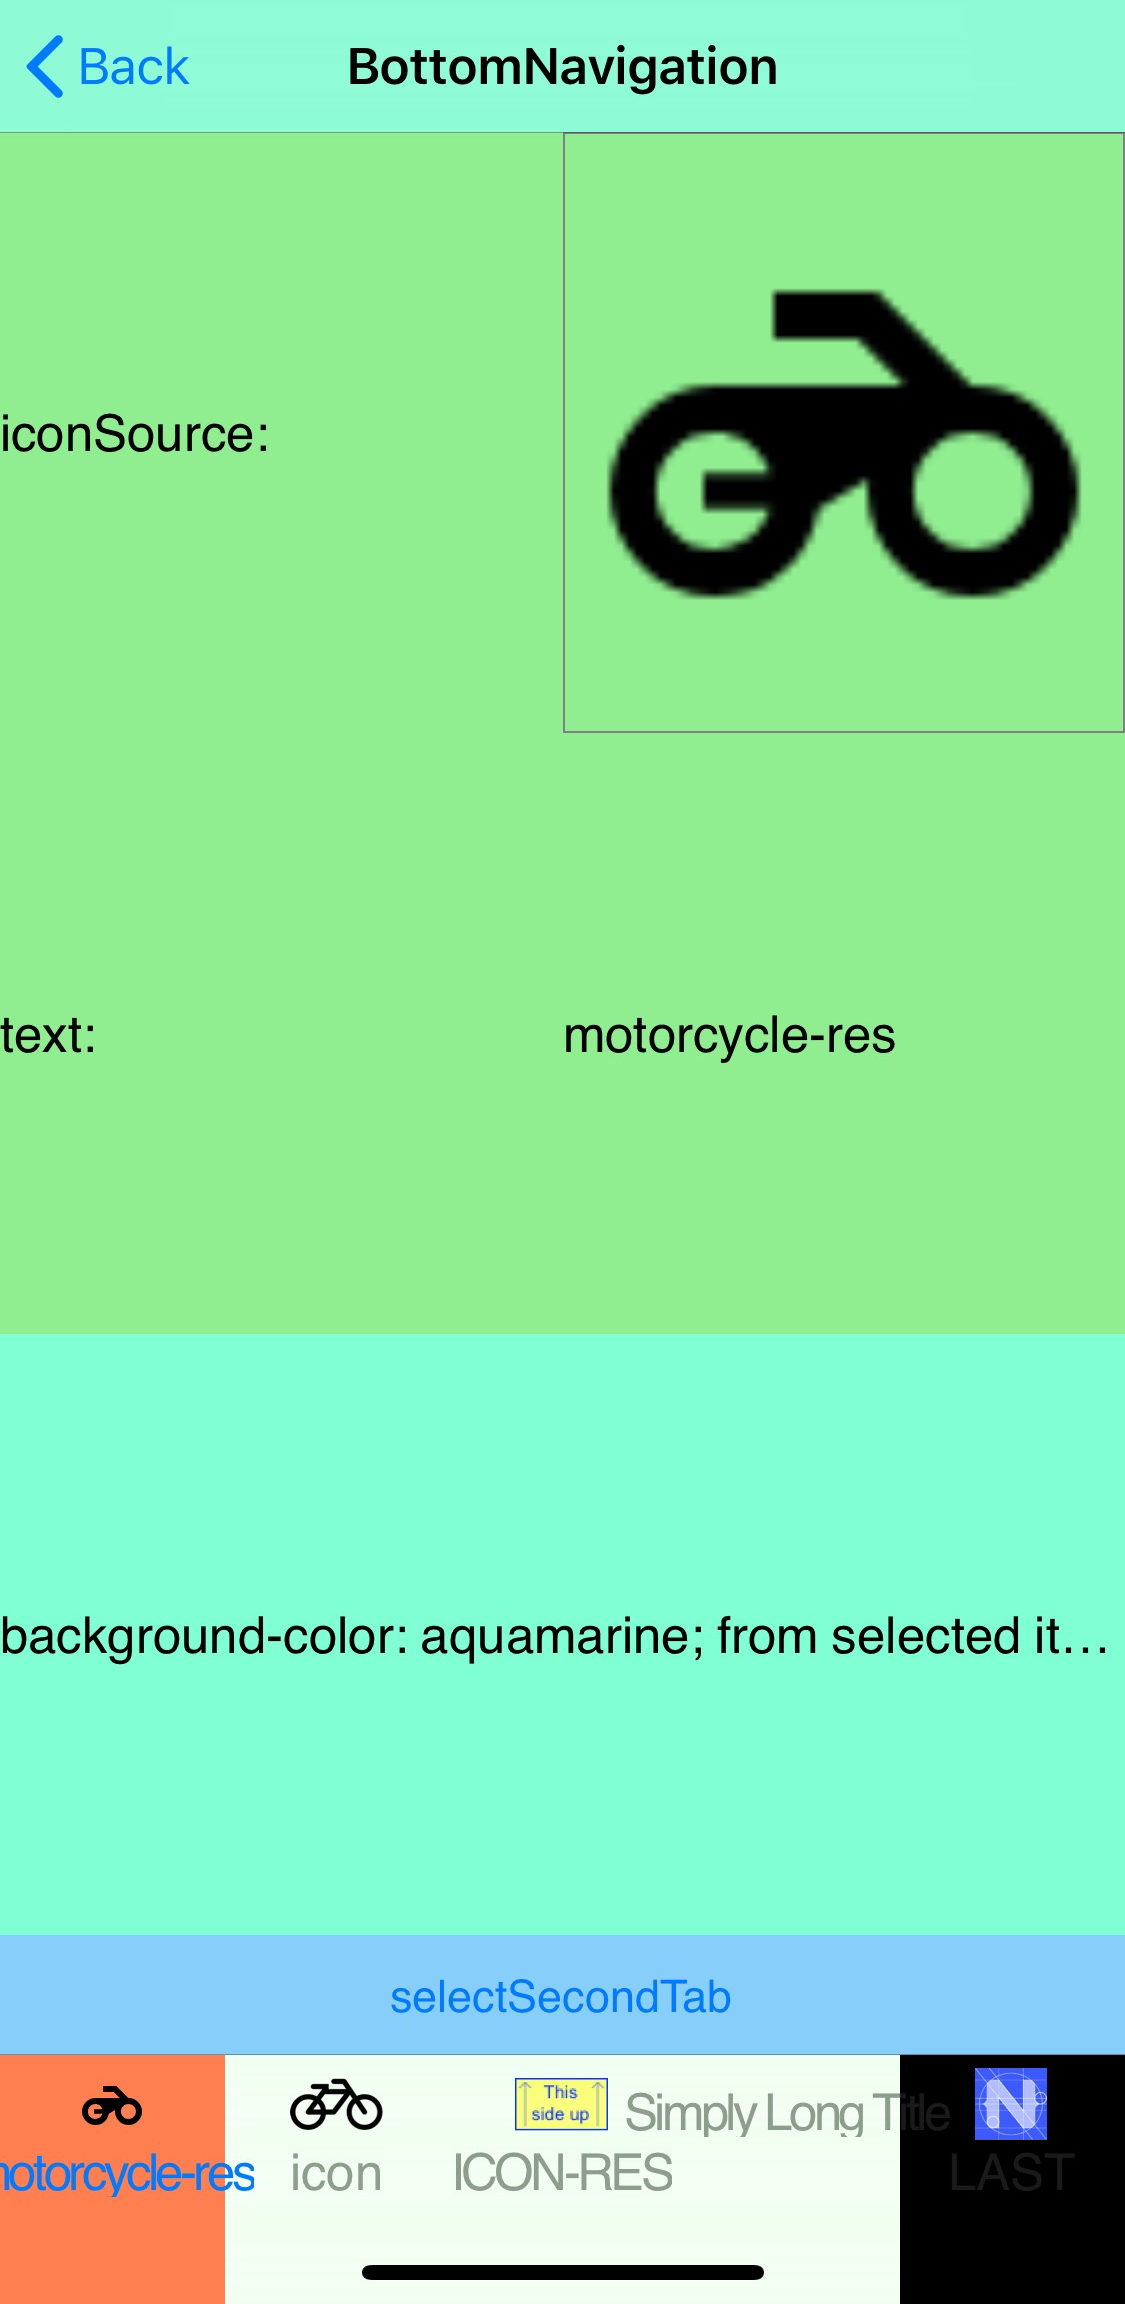 Back
BottomNavigation
iconSource:
text:
motorcycle-res
background-color: aquamarine; from selected it…
selectSecondTab
This
side up
Simply Long Title
N
otorcycle-res
icon
ICON-RES
LAST